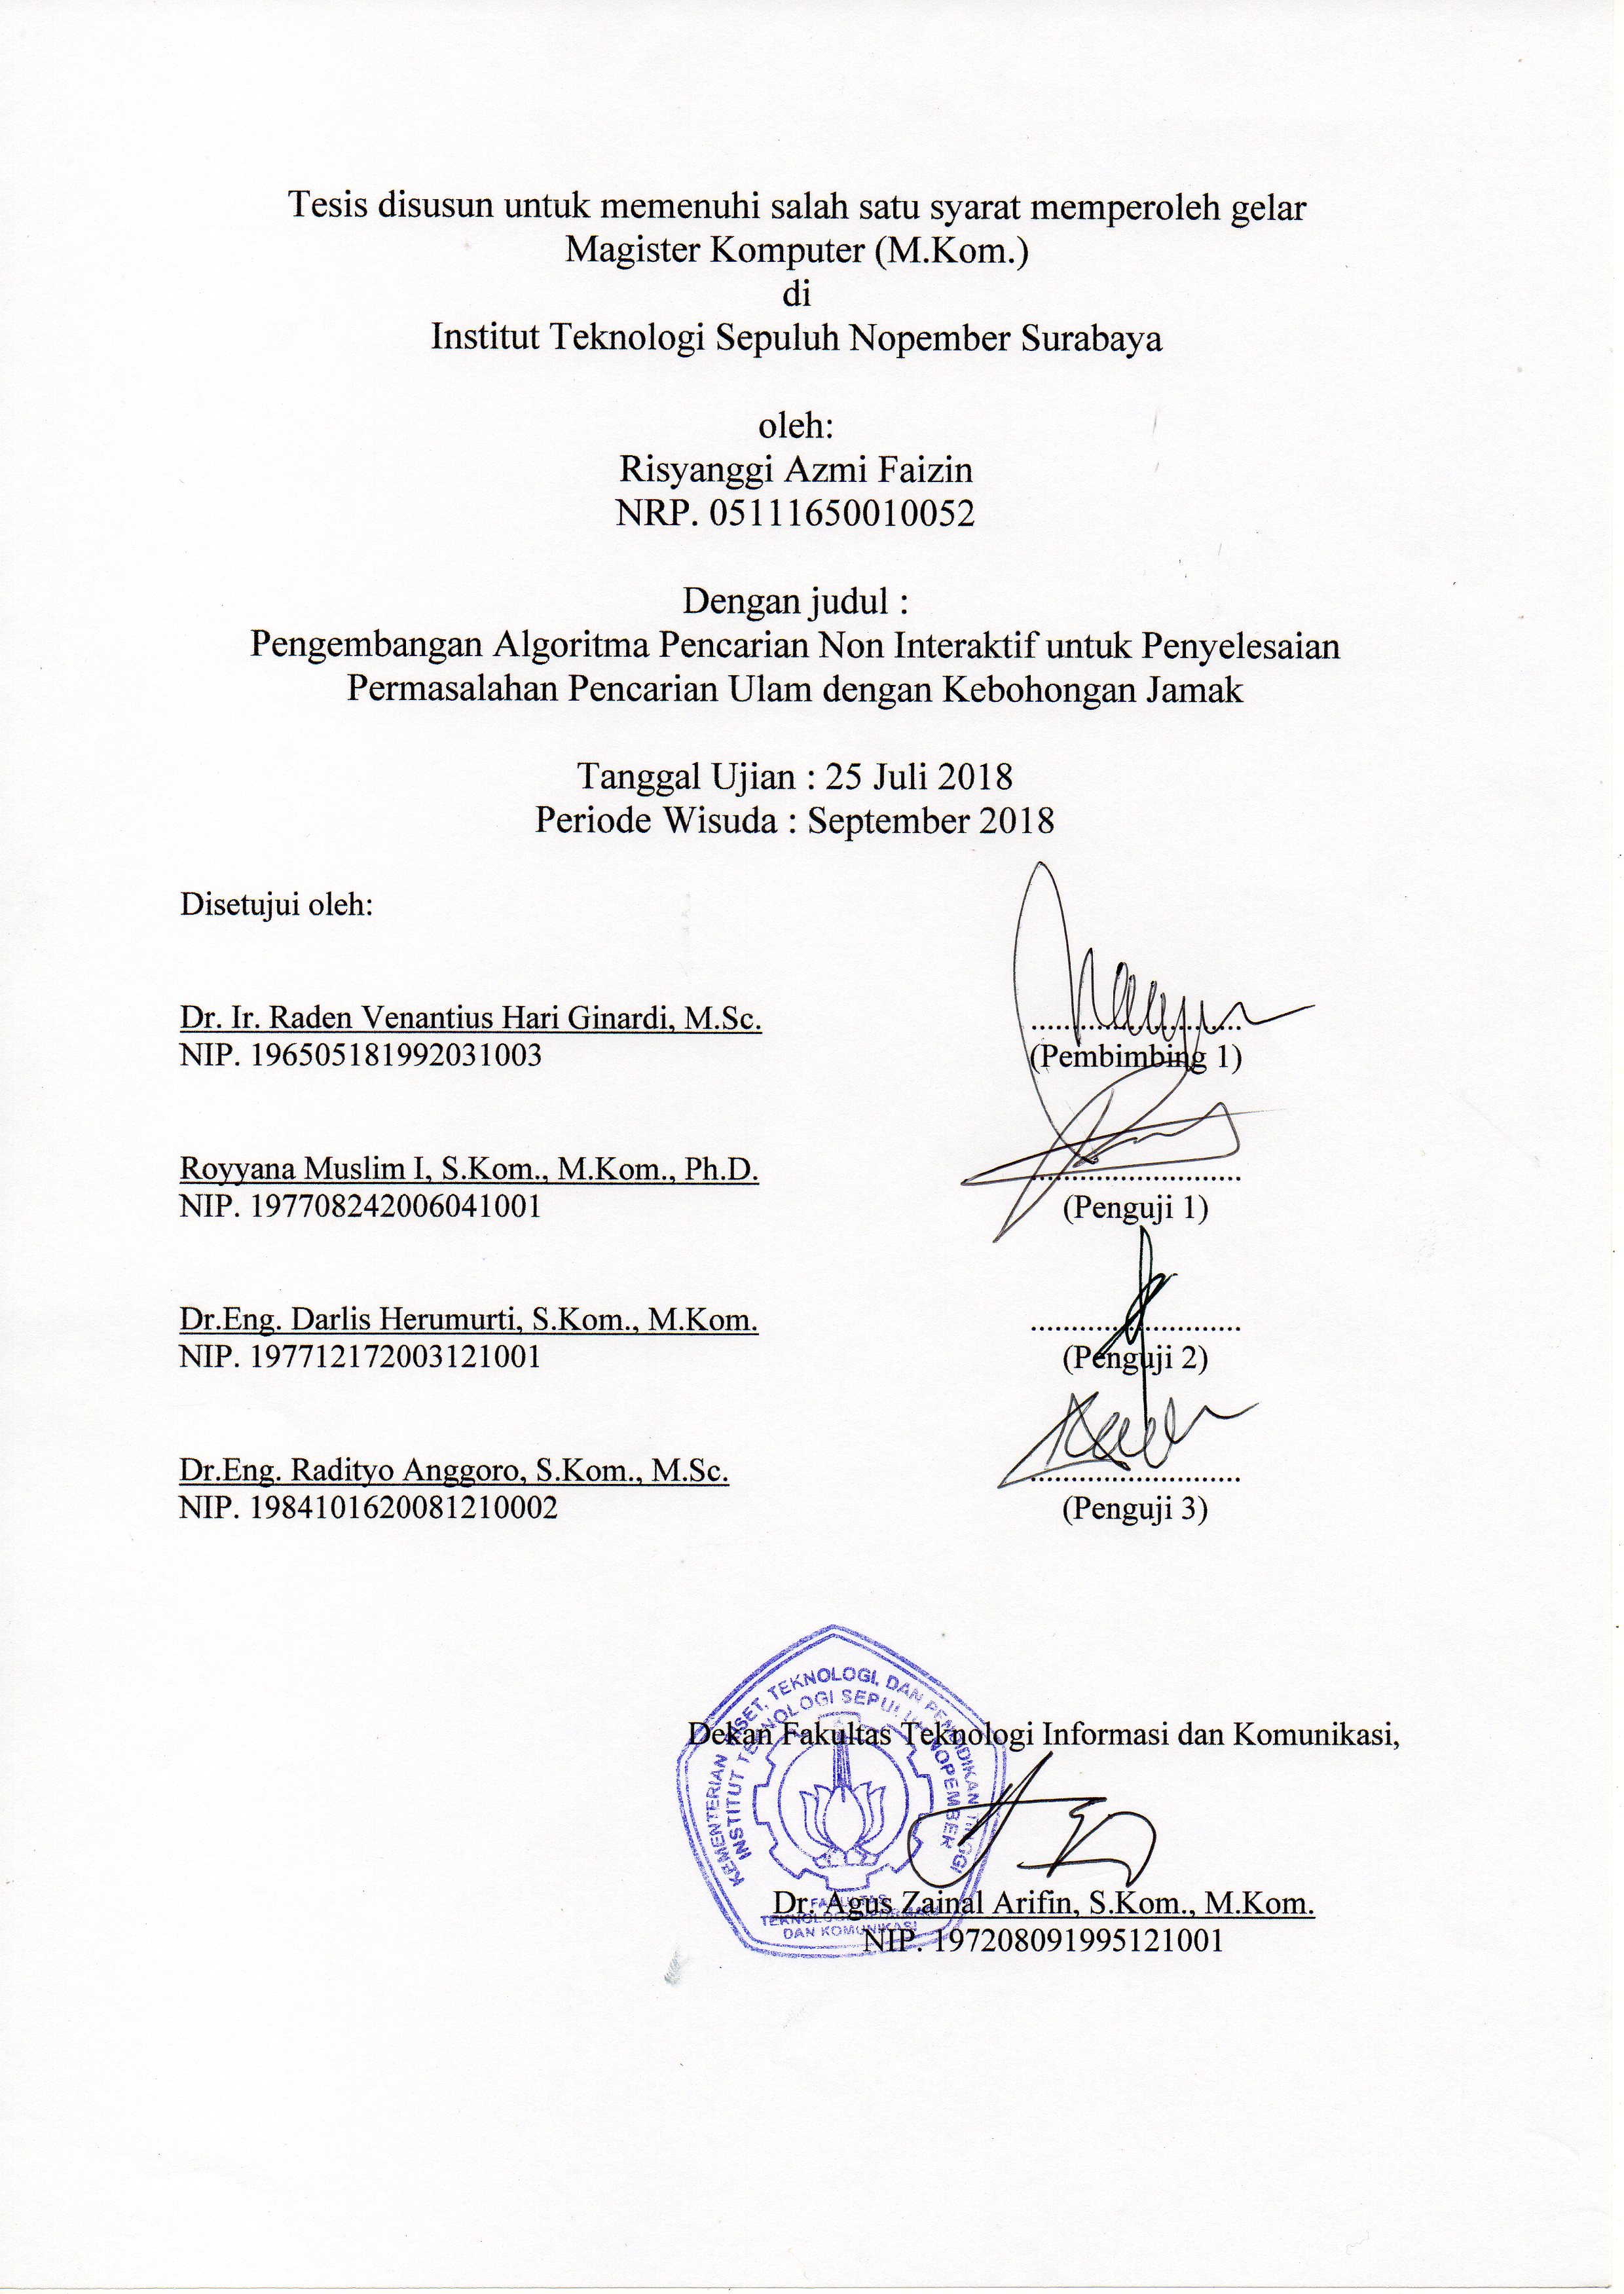 Tesis disusun untuk memenuhi salah satu syarat memperoleh gelar
Magister Komputer (M.Kom.)
di
Institut Teknologi Sepuluh Nopember Surabaya
oleh:
Risyanggi Azmi Faizin
NRP. 05111650010052
Dengan judul :
Pengembangan Algoritma Pencarian Non Interaktif untuk Penyelesaian
Permasalahan Pencarian Ulam dengan Kebohongan Jamak
Tanggal Ujian : 25 Juli 2018
Periode Wisuda : September 2018
Disetujui oleh:
Dr. Ir. Raden Venantius Hari Ginardi, M.Sc.
NIP. 196505181992031003
(Pembimbing 1)
Royyana Muslim I, S.Kom., M.Kom., Ph.D.
NIP. 197708242006041001
(Penguji 1)
Dr.Eng. Darlis Herumurti, S.Kom., M.Kom.
NIP. 197712172003121001
(Penguji 2)
Dr.Eng. Radityo Anggoro, S.Kom., M.Sc.
NIP. 1984101620081210002
(Penguji 3)
Dekan Fakultas Teknologi Informasi dan Komunikasi,
KEMENTERIAN RISET, TEKNOLOGI, DAN PENDIDIKAN TINGGI
INSTITUT TEKNOLOGI SEPULUH NOPEMBER
FAKULTAS
TEKNOLOGI INFORMASI
DAN KOMUNIKASI
Dr. Agus Zainal Arifin, S.Kom., M.Kom.
NIP. 197208091995121001